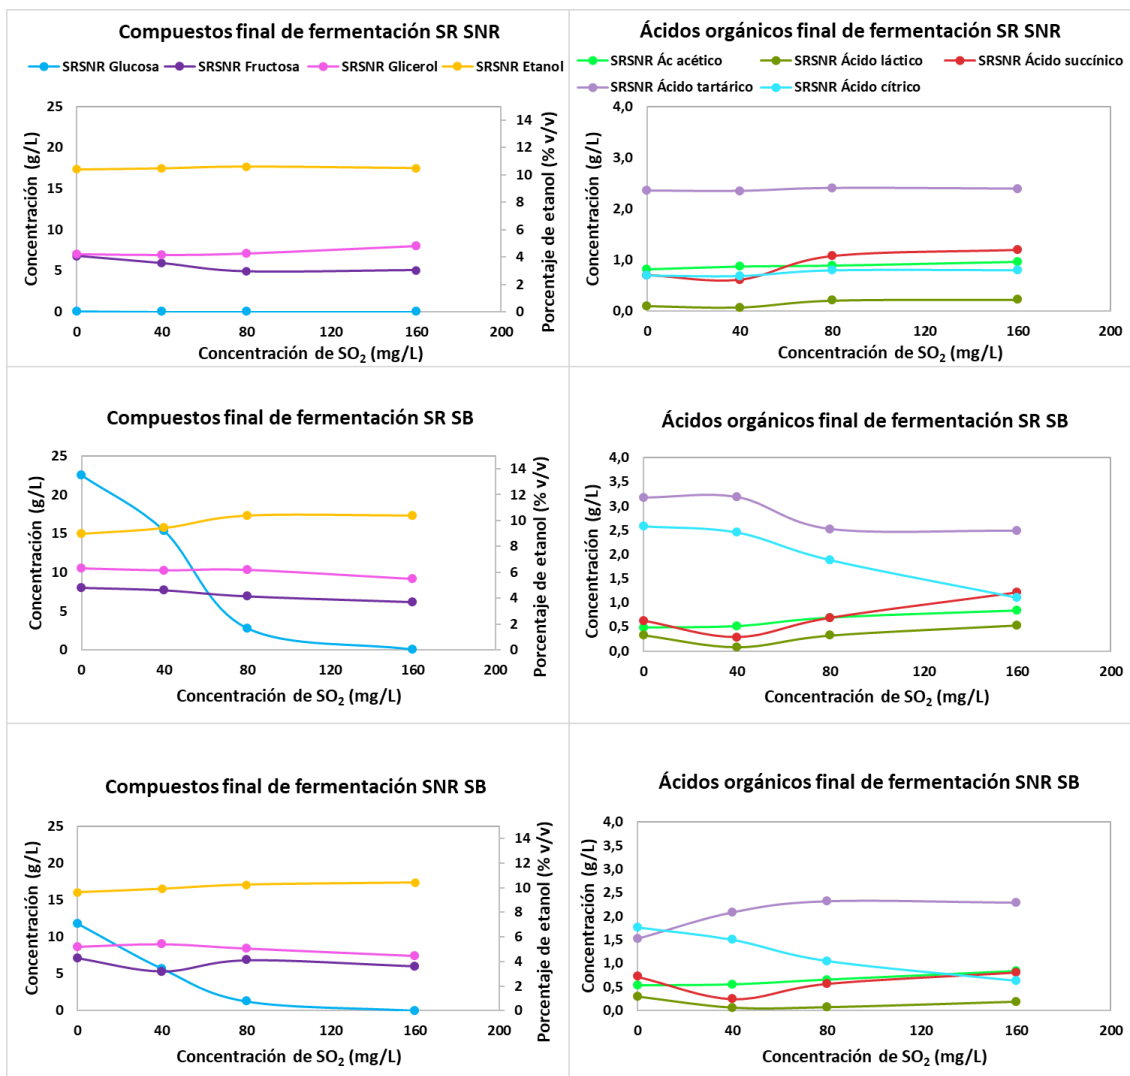 Compuestos final de fermentación SR SNR
SRSNR Glucosa
SRSNR Fructosa
SRSNR Glicerol
SRSNR Etanol
Concentración (g/L)
25
20
15
10
5
0
0 40 80 120 160 200
14
12
10
8
6
4
2
0
Porcentaje de etanol (% v/v)
Concentración de SO₂ (mg/L)
Ácidos orgánicos final de fermentación SR SNR
SRSNR Ác acético
SRSNR Ácido láctico
SRSNR Ácido succínico
SRSNR Ácido tartárico
SRSNR Ácido cítrico
Concentración (g/L)
4,0
3,0
2,0
1,0
0,0
0 40 80 120 160 200
Concentración de SO₂ (mg/L)
Compuestos final de fermentación SR SB
Concentración (g/L)
25
20
15
10
5
0
0 40 80 120 160 200
14
12
10
8
6
4
2
0
Porcentaje de etanol (% v/v)
Concentración de SO₂ (mg/L)
Ácidos orgánicos final de fermentación SR SB
Concentración (g/L)
4,0
3,5
3,0
2,5
2,0
1,5
1,0
0,5
0,0
0 40 80 120 160 200
Concentración de SO₂ (mg/L)
Compuestos final de fermentación SNR SB
Concentración (g/L)
25
20
15
10
5
0
0 40 80 120 160 200
14
12
10
8
6
4
2
0
Porcentaje de etanol (% v/v)
Concentración de SO₂ (mg/L)
Ácidos orgánicos final de fermentación SNR SB
Concentración (g/L)
4,0
3,5
3,0
2,5
2,0
1,5
1,0
0,5
0,0
0 40 80 120 160 200
Concentración de SO₂ (mg/L)